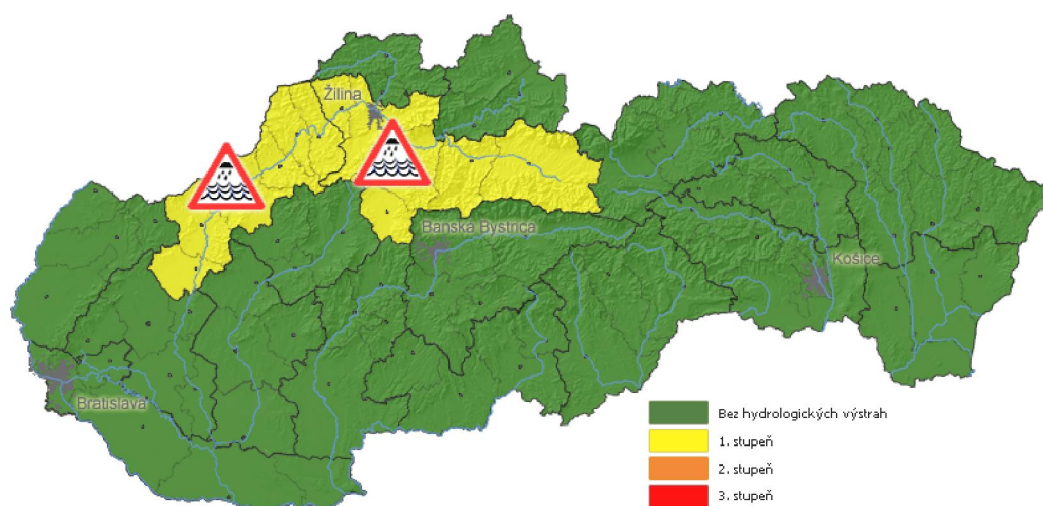 Žilina
Banská Bystrica
Košice
Bratislava
Bez hydrologických výstrah
1. stupeň
2. stupeň
3. stupeň